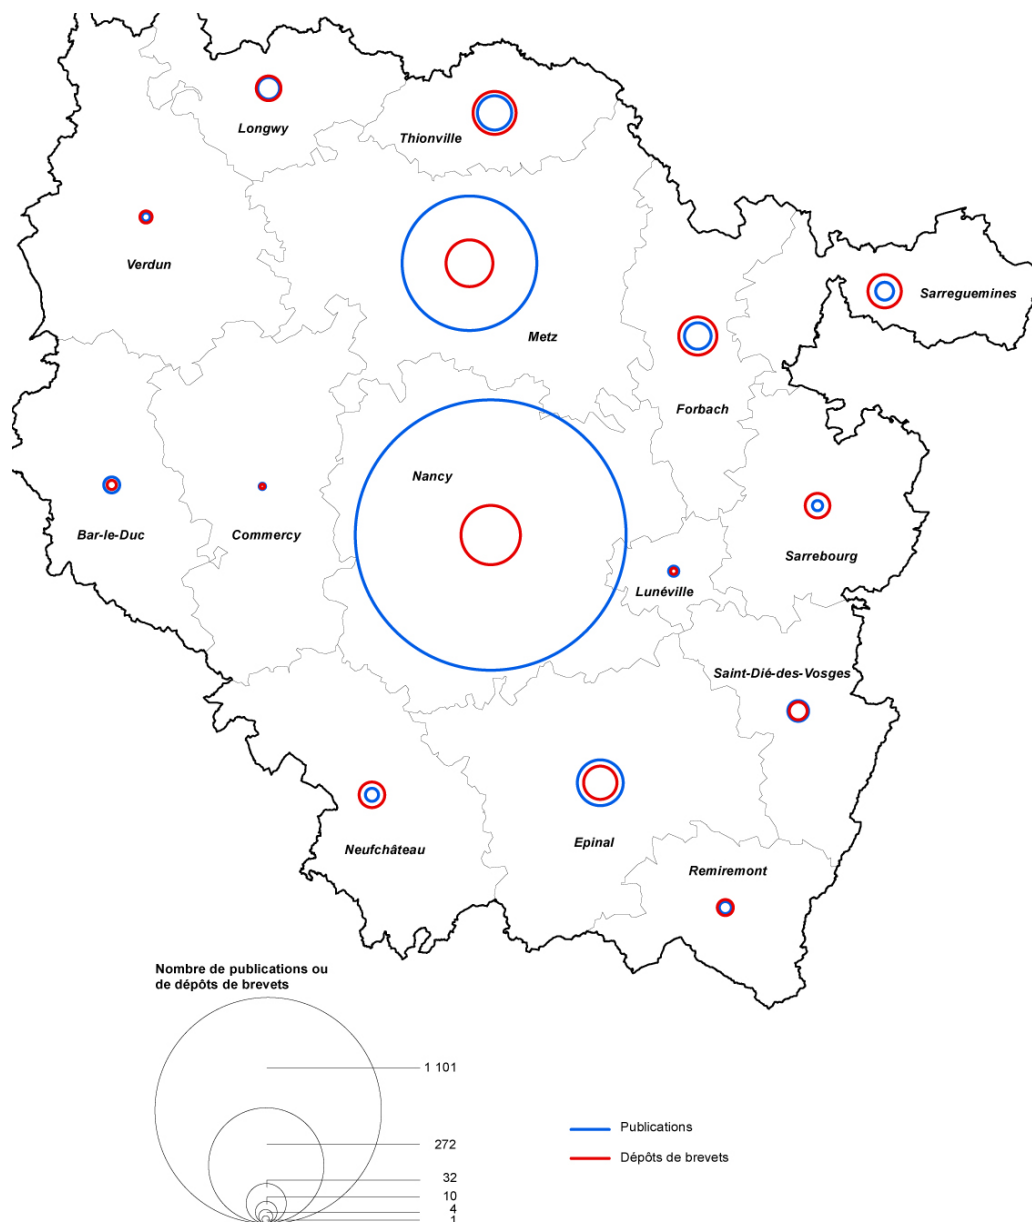 Longwy
Thionville
Verdun
Sarreguemines
Metz
Forbach
Nancy
Bar-le-Duc
Commercy
Sarrebourg
Lunéville
Saint-Dié-des-Vosges
Neufchâteau
Epinal
Remiremont
Nombre de publications ou
de dépôts de brevets
1 101
272
32
10
4
1
Publications
Dépôts de brevets